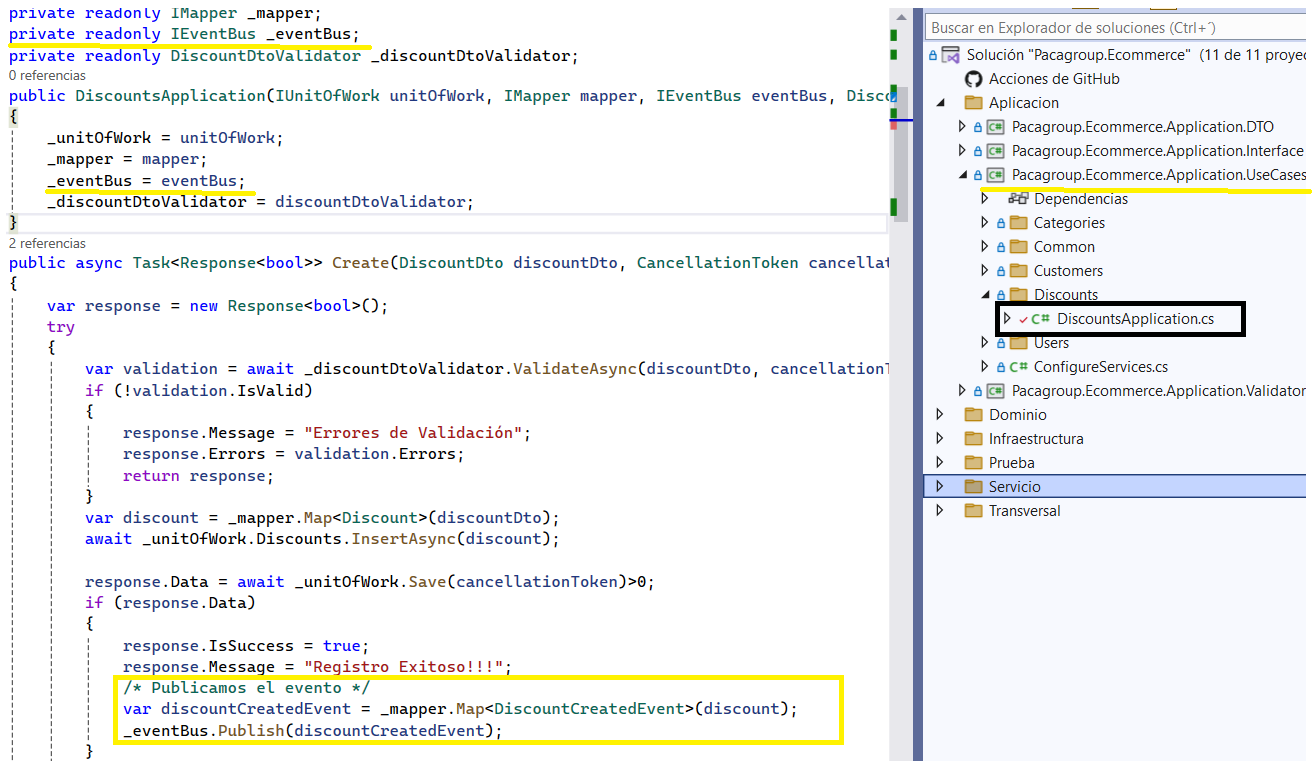 private readonly IMapper _mapper;
private readonly IEventBus _eventBus;
private readonly DiscountDtoValidator _discountDtoValidator;
0 referencias
public DiscountsApplication(IUnitOfWork unitOfWork, IMapper mapper, IEventBus eventBus, Disco
{
_unitOfWork = unitOfWork;
_mapper = mapper;
_eventBus = eventBus;
_discountDtoValidator = discountDtoValidator;
}
2 referencias
public async Task<Response<bool>> Create(DiscountDto discountDto, CancellationToken cancellat
{
var response = new Response<bool>();
try
{
var validation = await _discountDtoValidator.ValidateAsync(discountDto, cancellationT
if (!validation.IsValid)
{
response.Message = "Errores de Validación";
response.Errors = validation.Errors;
return response;
}
var discount = _mapper.Map<Discount>(discountDto);
await _unitOfWork.Discounts.InsertAsync(discount);
response.Data = await _unitOfWork.Save(cancellationToken)>0;
if (response.Data)
{
response.IsSuccess = true;
response.Message = "Registro Exitoso!!!";
/* Publicamos el evento */
var discountCreatedEvent = _mapper.Map<DiscountCreatedEvent>(discount);
_eventBus.Publish(discountCreatedEvent);
}
Buscar en Explorador de soluciones (Ctrl+´)
Solución "Pacagroup.Ecommerce" (11 de 11 proyec
Acciones de GitHub
Aplicacion
C# Pacagroup.Ecommerce.Application.DTO
C# Pacagroup.Ecommerce.Application.Interface
C# Pacagroup.Ecommerce.Application.UseCases
Dependencias
Categories
Common
Customers
Discounts
C# DiscountsApplication.cs
Users
C# ConfigureServices.cs
C# Pacagroup.Ecommerce.Application.Validator
Dominio
Infraestructura
Prueba
Servicio
Transversal